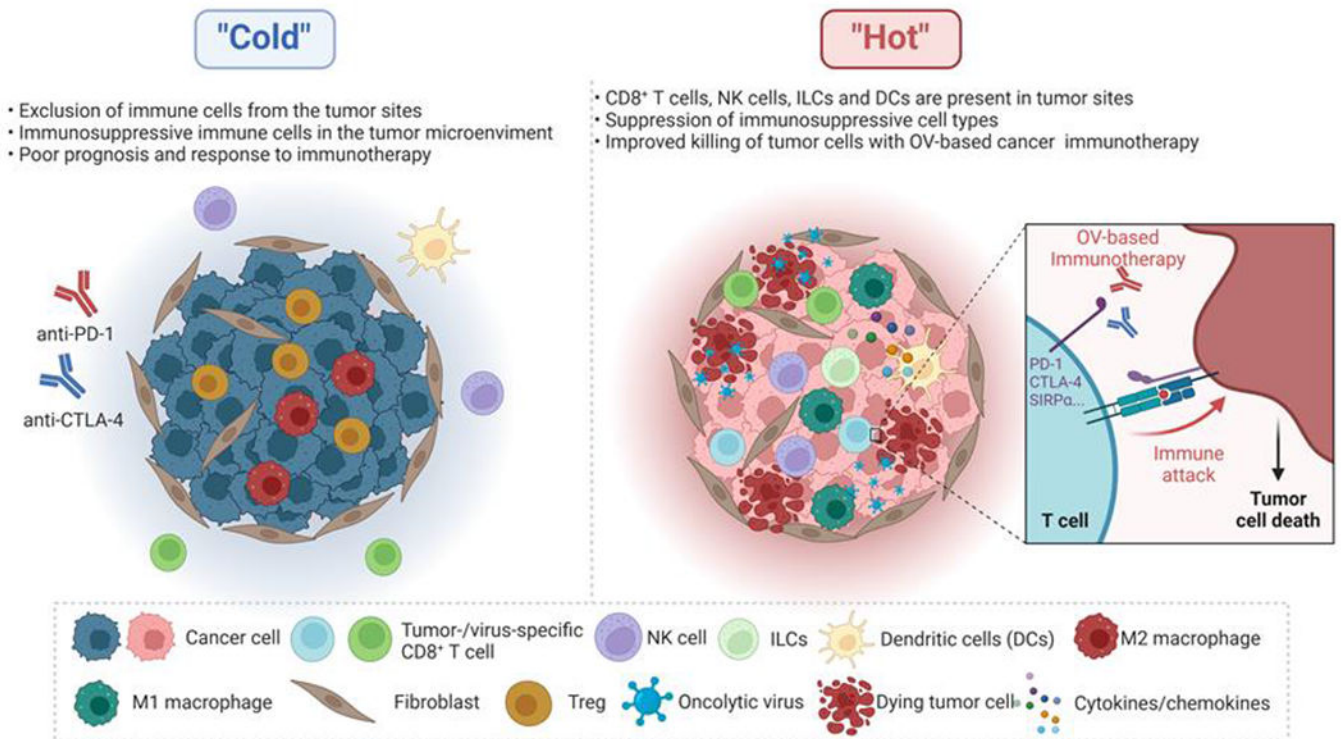 "Cold"
• Exclusion of immune cells from the tumor sites
• Immunosuppressive immune cells in the tumor microenviment
• Poor prognosis and response to immunotherapy
anti-PD-1
anti-CTLA-4
"Hot"
• CD8⁺ T cells, NK cells, ILCs and DCs are present in tumor sites
• Suppression of immunosuppressive cell types
• Improved killing of tumor cells with OV-based cancer immunotherapy
OV-based
Immunotherapy
PD-1
CTLA-4
SIRPα...
Immune
attack
T cell
Tumor
cell death
Cancer cell
Tumor-/virus-specific
CD8⁺ T cell
NK cell
ILCs
Dendritic cells (DCs)
M2 macrophage
M1 macrophage
Fibroblast
Treg
Oncolytic virus
Dying tumor cell
Cytokines/chemokines